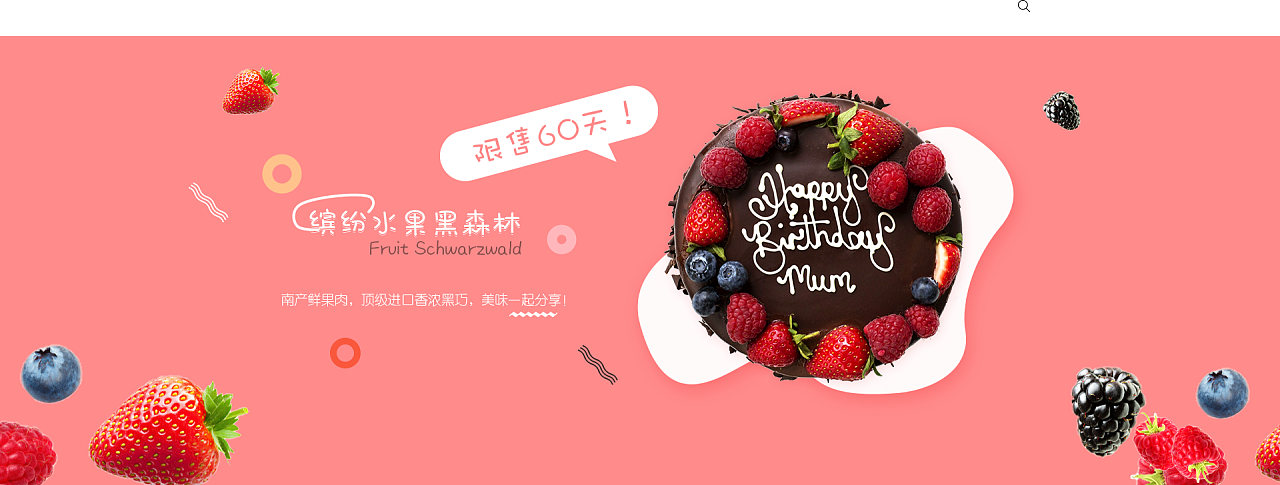 限售60天！
缤纷水果黑森林
Fruit Schwarzwald
南产鲜果肉，顶级进口香浓黑巧，美味一起分享！
Happy
Birthday
Mum